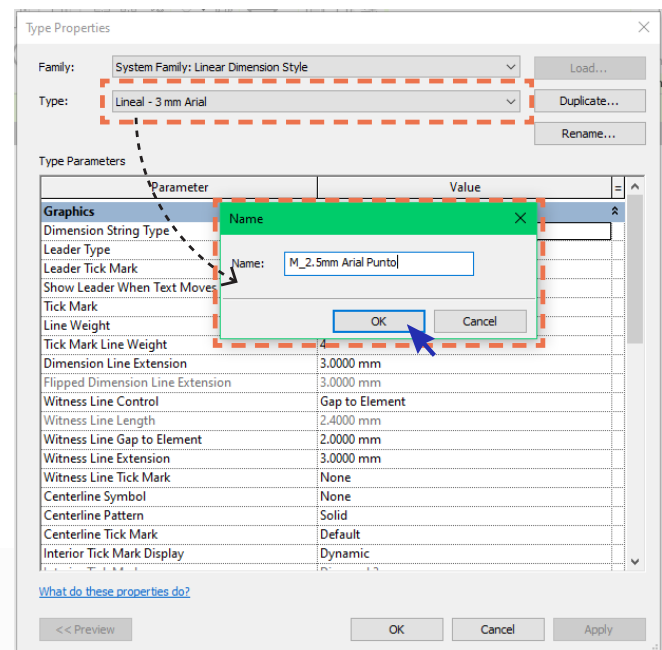 Type Properties
Family: System Family: Linear Dimension Style Load...
Type: Lineal - 3 mm Arial Duplicate...
Rename...
Type Parameters
Parameter Value =
Graphics
Name
Dimension String Type
Leader Type
Name: M_2.5mm Arial Punto
Leader Tick Mark
Show Leader When Text Moves
Tick Mark
OK Cancel
Line Weight
Tick Mark Line Weight 4
Dimension Line Extension 3.0000 mm
Flipped Dimension Line Extension 3.0000 mm
Witness Line Control Gap to Element
Witness Line Length 2.4000 mm
Witness Line Gap to Element 2.0000 mm
Witness Line Extension 3.0000 mm
Witness Line Tick Mark None
Centerline Symbol None
Centerline Pattern Solid
Centerline Tick Mark Default
Interior Tick Mark Display Dynamic
What do these properties do?
<< Preview OK Cancel Apply